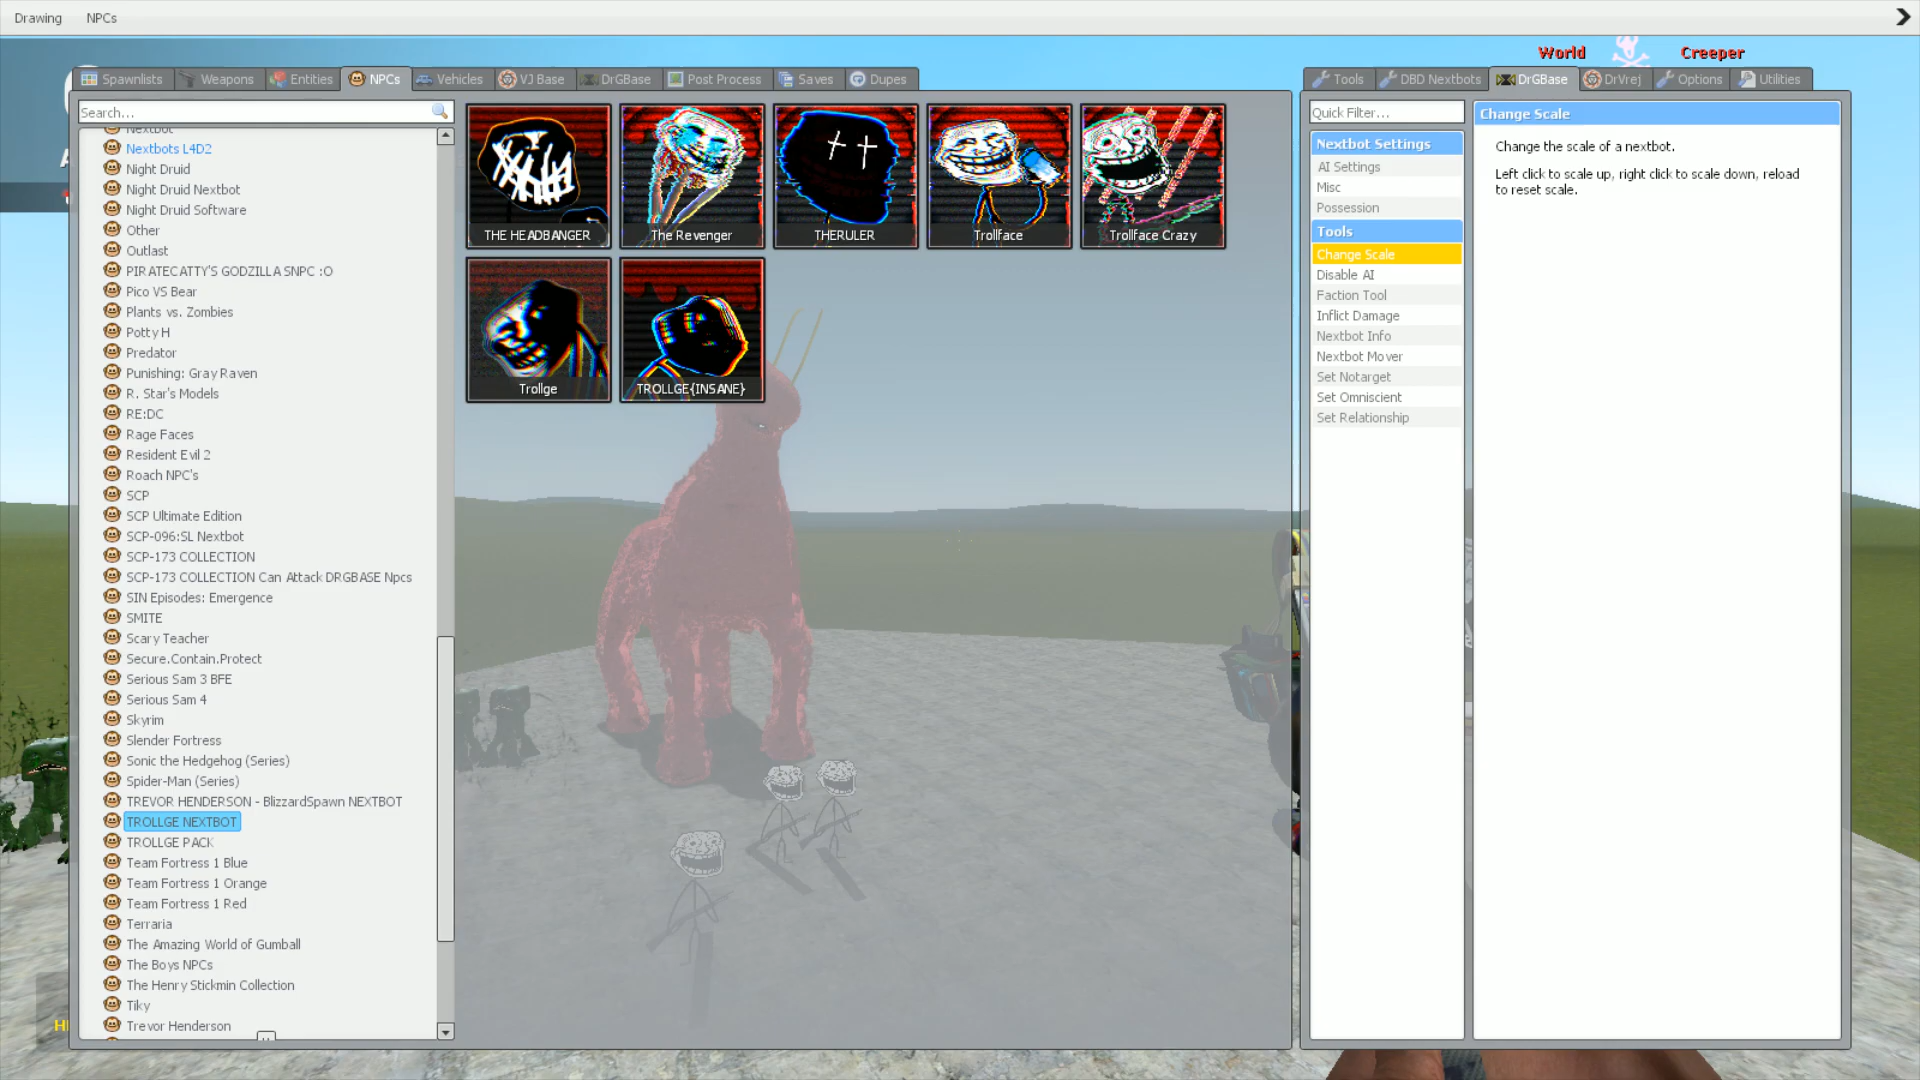 Drawing NPCs
World Creeper
Spawnlists Weapons Entities NPCs Vehicles VJ Base DrGBase Post Process Saves Dupes
Tools DBD Nextbots DrGBase DrVrej Options Utilities
Search...
Nextbot
Nextbots L4D2
Night Druid
Night Druid Nextbot
Night Druid Software
Other
Outlast
PIRATECATTY'S GODZILLA SNPC :O
Pico VS Bear
Plants vs. Zombies
Potty H
Predator
Punishing: Gray Raven
R. Star's Models
RE:DC
Rage Faces
Resident Evil 2
Roach NPC's
SCP
SCP Ultimate Edition
SCP-096:SL Nextbot
SCP-173 COLLECTION
SCP-173 COLLECTION Can Attack DRGBASE Npcs
SIN Episodes: Emergence
SMITE
Scary Teacher
Secure.Contain.Protect
Serious Sam 3 BFE
Serious Sam 4
Skyrim
Slender Fortress
Sonic the Hedgehog (Series)
Spider-Man (Series)
TREVOR HENDERSON - BlizzardSpawn NEXTBOT
TROLLGE NEXTBOT
TROLLGE PACK
Team Fortress 1 Blue
Team Fortress 1 Orange
Team Fortress 1 Red
Terraria
The Amazing World of Gumball
The Boys NPCs
The Henry Stickmin Collection
Tiky
Trevor Henderson
THE HEADBANGER
The Revenger
THERULER
Trollface
Trollface Crazy
Trollge
TROLLGE{INSANE}
Quick Filter...
Nextbot Settings
AI Settings
Misc
Possession
Tools
Change Scale
Disable AI
Faction Tool
Inflict Damage
Nextbot Info
Nextbot Mover
Set Notarget
Set Omniscient
Set Relationship
Change Scale
Change the scale of a nextbot.
Left click to scale up, right click to scale down, reload
to reset scale.